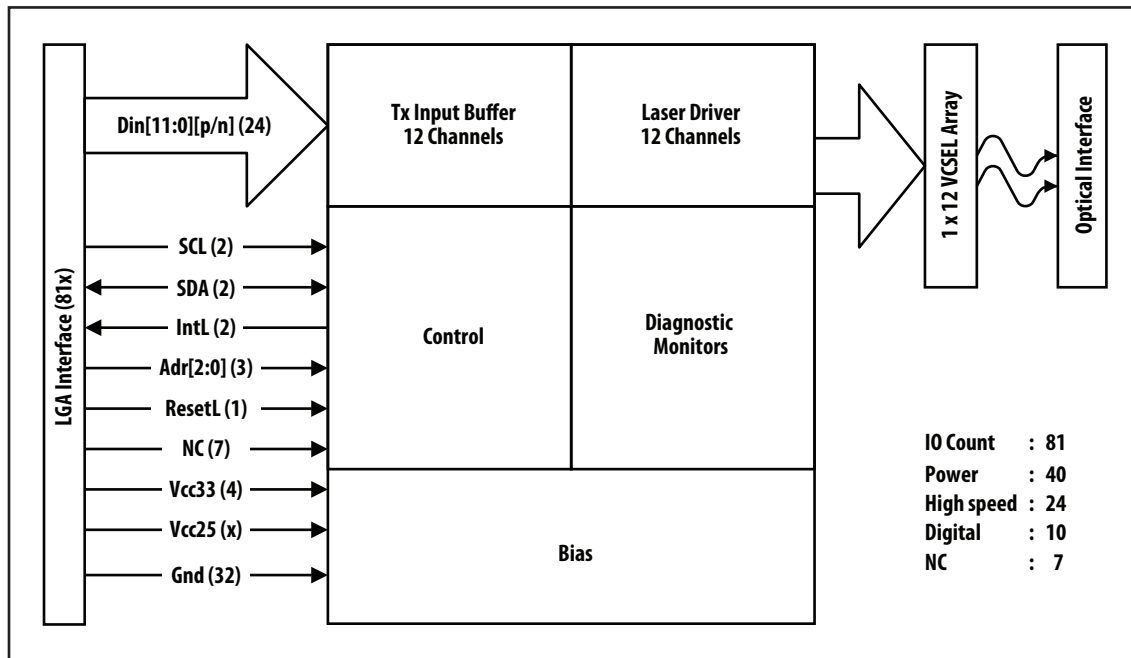 Din[11:0][p/n] (24)
Tx Input Buffer
12 Channels
Laser Driver
12 Channels
1 x 12 VCSEL Array
Optical Interface
LGA Interface (81x)
SCL (2)
SDA (2)
IntL (2)
Adr[2:0] (3)
ResetL (1)
NC (7)
Vcc33 (4)
Vcc25 (x)
Gnd (32)
Control
Diagnostic
Monitors
Bias
IO Count : 81
Power : 40
High speed : 24
Digital : 10
NC : 7